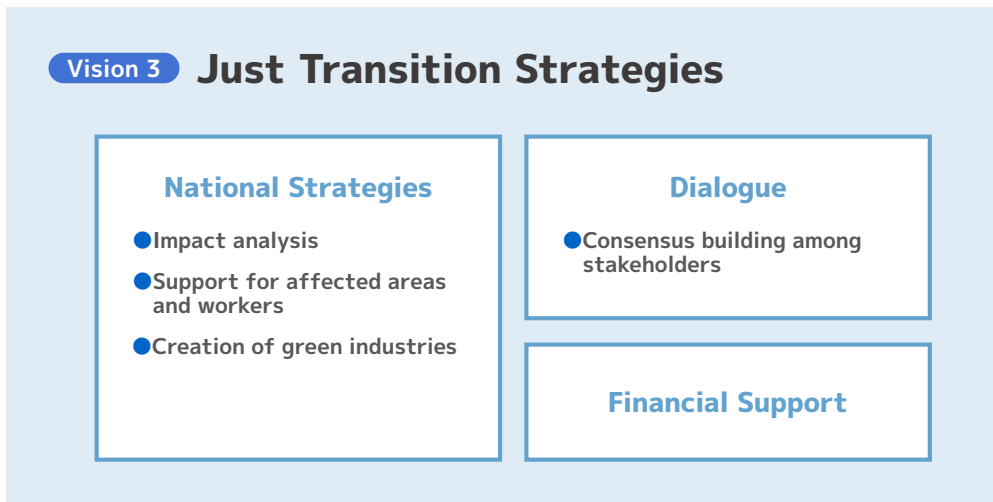 Vision 3
Just Transition Strategies
National Strategies
●Impact analysis
●Support for affected areas
and workers
●Creation of green industries
Dialogue
●Consensus building among
stakeholders
Financial Support